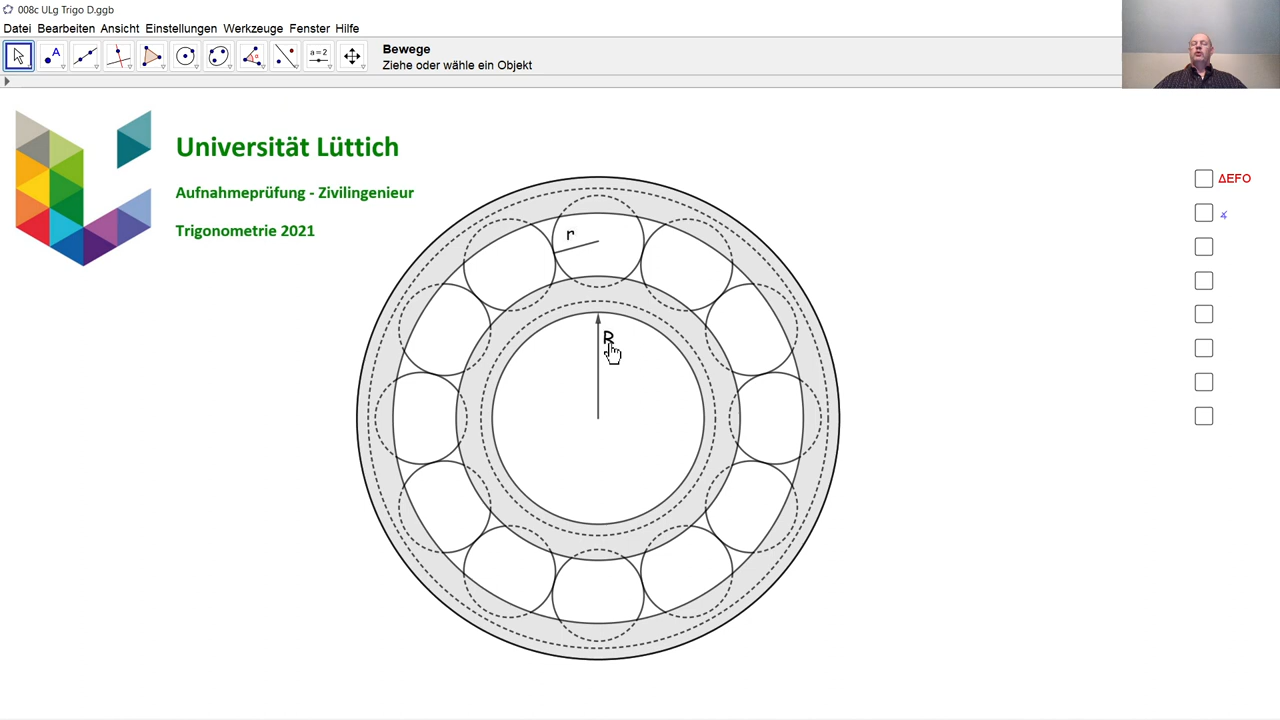 008c ULg Trigo D.ggb
Datei Bearbeiten Ansicht Einstellungen Werkzeuge Fenster Hilfe
A
a=2
Bewege
Ziehe oder wähle ein Objekt
Universität Lüttich
Aufnahmeprüfung - Zivilingenieur
Trigonometrie 2021
r
R
ΔEFO
∡